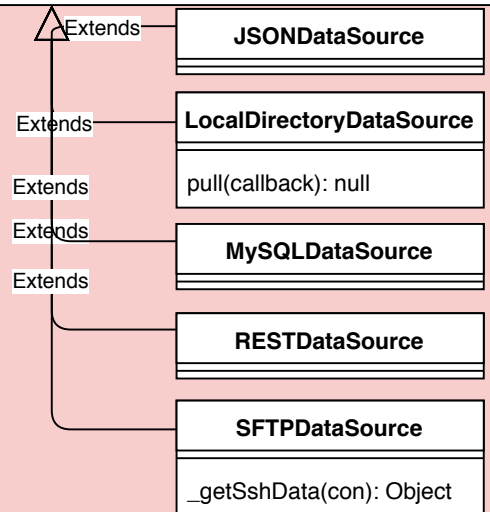 Extends
JSONDataSource
Extends
LocalDirectoryDataSource
pull(callback): null
Extends
Extends
MySQLDataSource
Extends
RESTDataSource
SFTPDataSource
_getSshData(con): Object